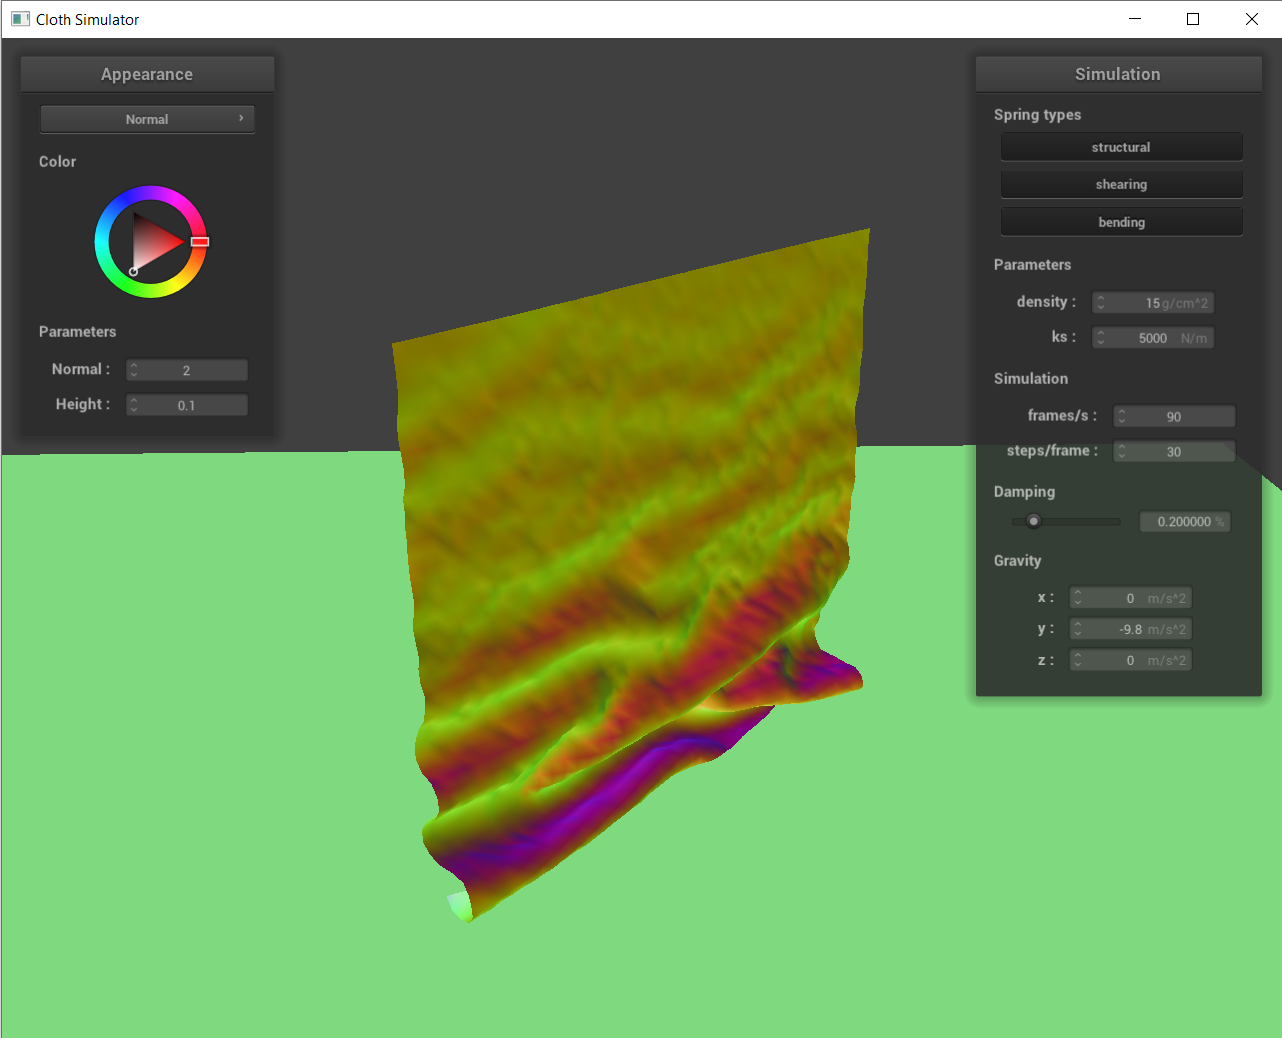 Cloth Simulator
Appearance
Normal
Color
Parameters
Normal : 2
Height : 0.1
Simulation
Spring types
structural
shearing
bending
Parameters
density : 15 g/cm^2
ks : 5000 N/m
Simulation
frames/s : 90
steps/frame : 30
Damping
0.200000 %
Gravity
x : 0 m/s^2
y : -9.8 m/s^2
z : 0 m/s^2